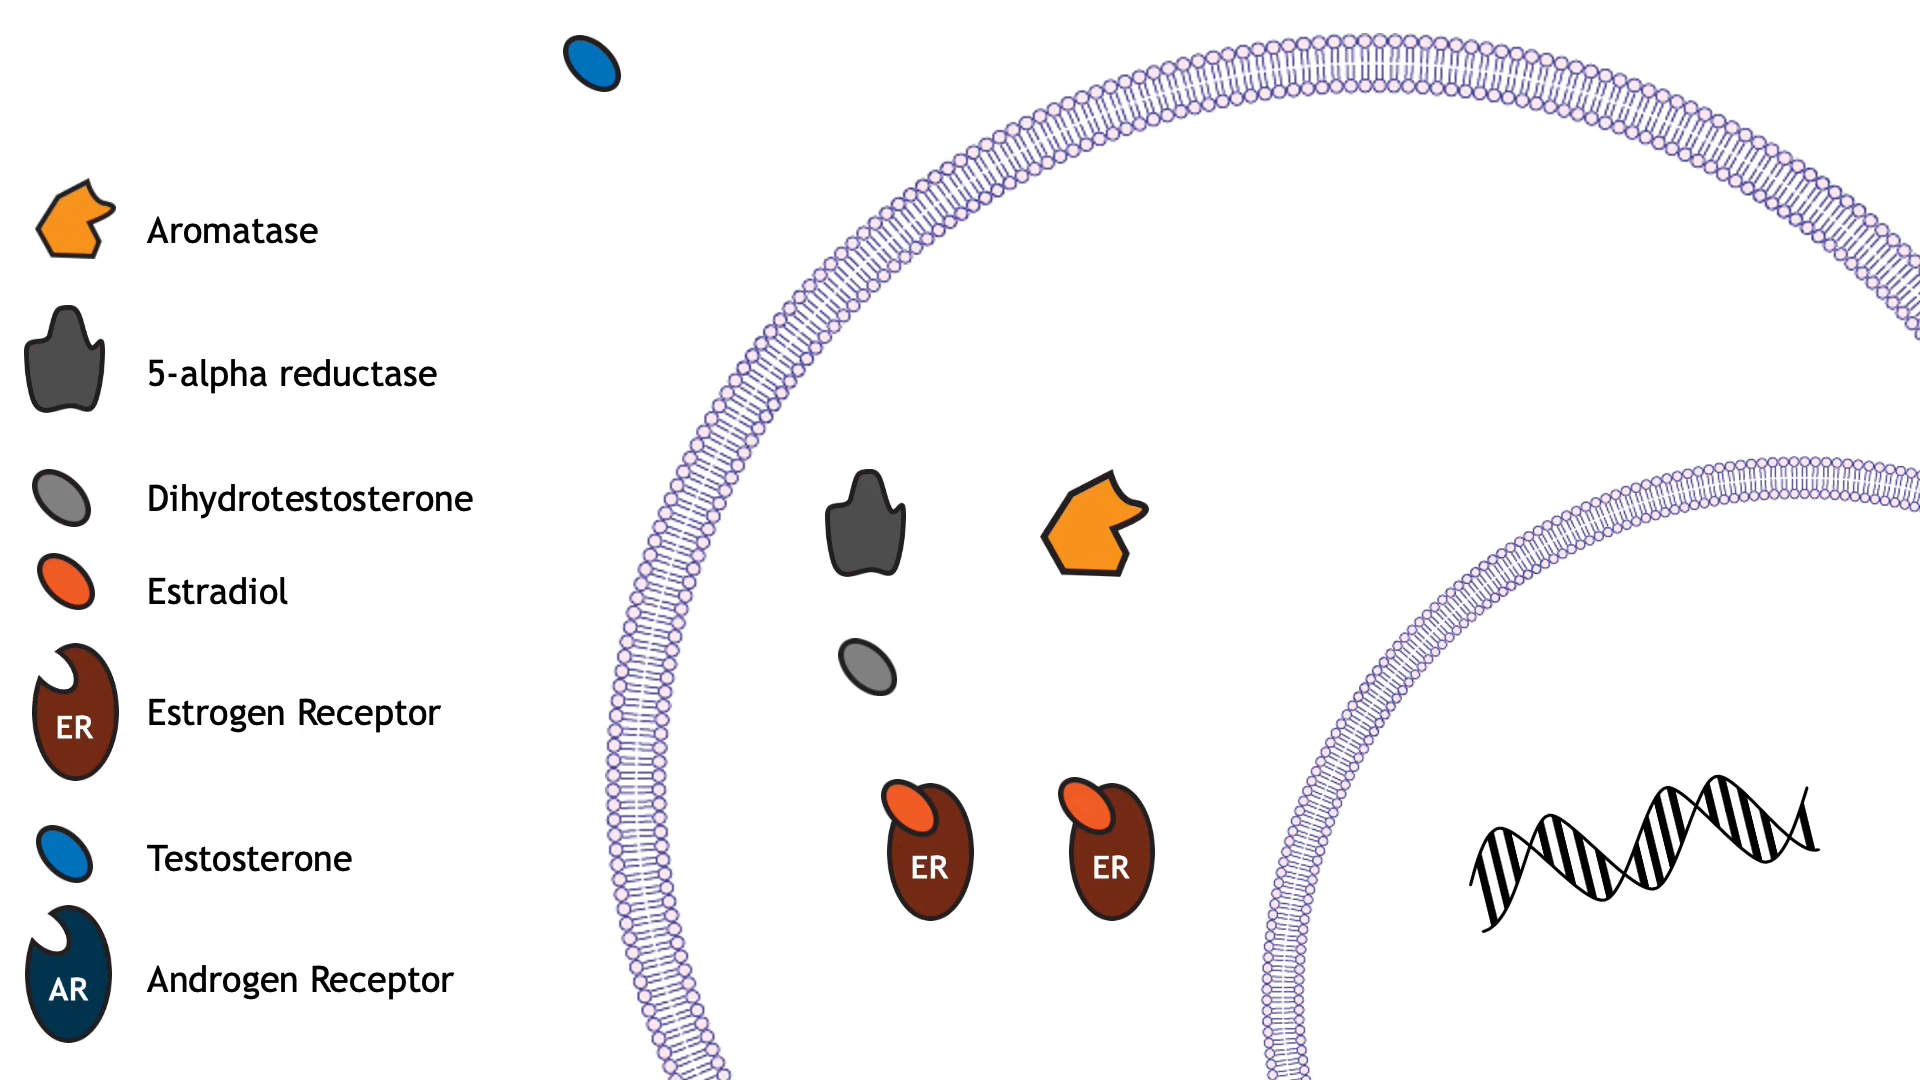 Aromatase
5-alpha reductase
Dihydrotestosterone
Estradiol
ER
Estrogen Receptor
Testosterone
AR
Androgen Receptor
ER
ER